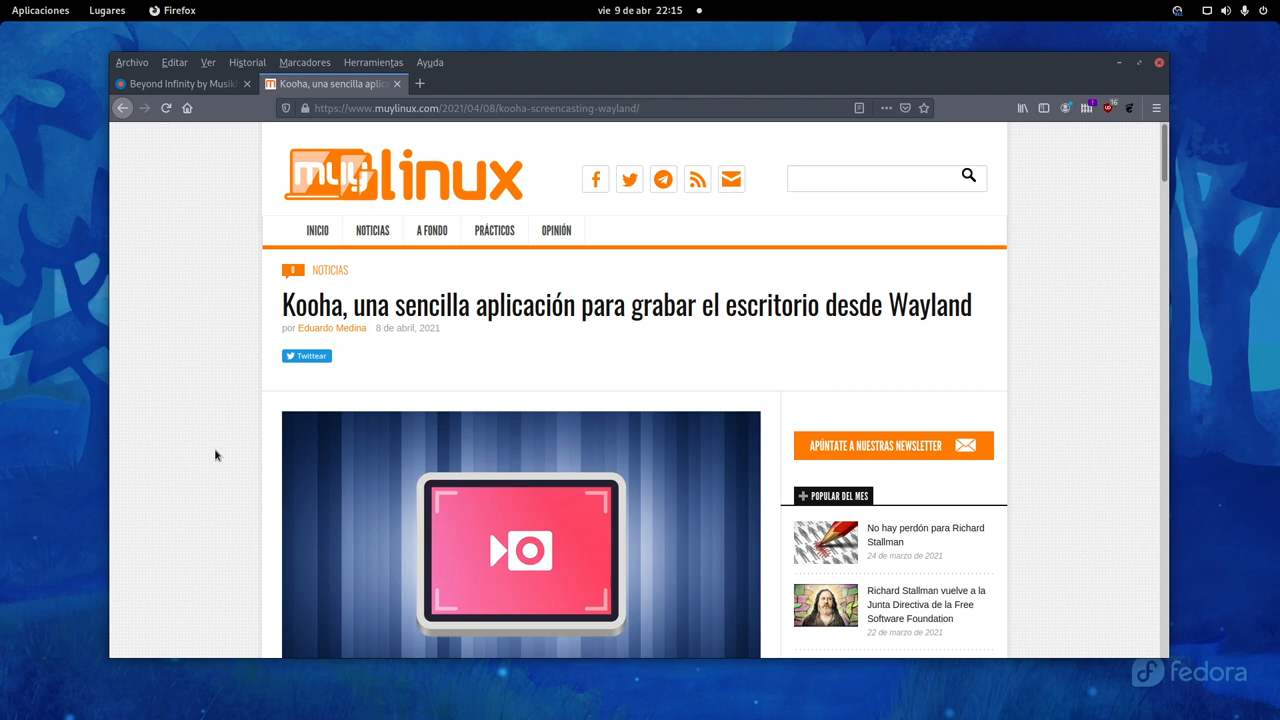 Aplicaciones Lugares Firefox vie 9 de abr 22:15
Archivo Editar Ver Historial Marcadores Herramientas Ayuda
Beyond Infinity by Musik Kooha, una sencilla aplica
https://www.muylinux.com/2021/04/08/kooha-screencasting-wayland/
16
muylinux
INICIO NOTICIAS A FONDO PRÁCTICOS OPINIÓN
0 NOTICIAS
Kooha, una sencilla aplicación para grabar el escritorio desde Wayland
por Eduardo Medina 8 de abril, 2021
Twittear
APÚNTATE A NUESTRAS NEWSLETTER
POPULAR DEL MES
No hay perdón para Richard
Stallman
24 de marzo de 2021
Richard Stallman vuelve a la
Junta Directiva de la Free
Software Foundation
22 de marzo de 2021
fedora